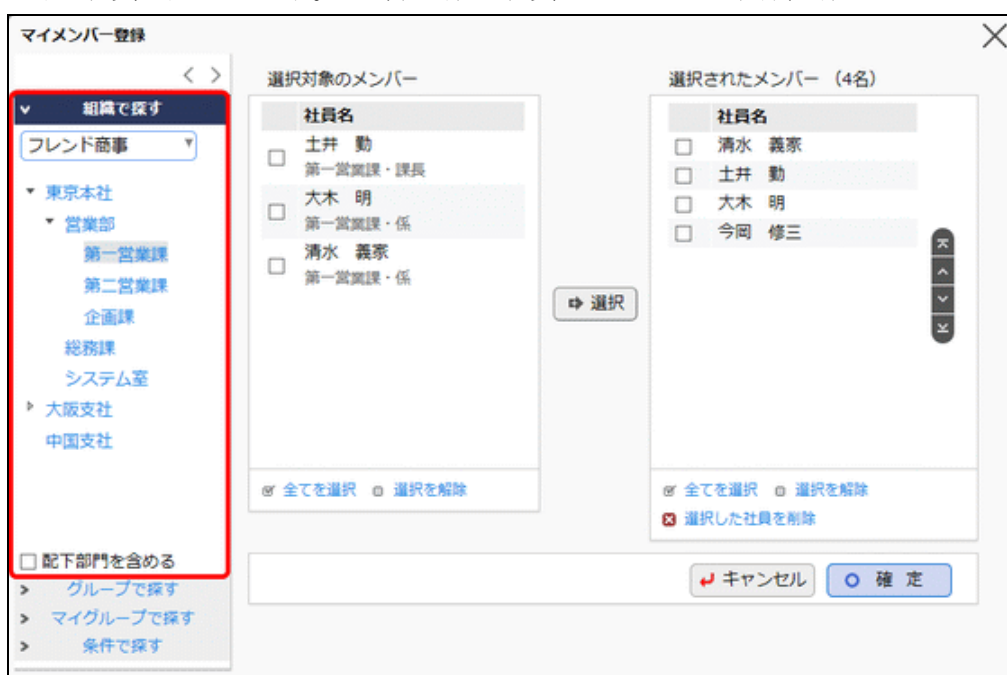 マイメンバー登録
組織で探す
フレンド商事
東京本社
営業部
第一営業課
第二営業課
企画課
総務課
システム室
大阪支社
中国支社
配下部門を含める
グループで探す
マイグループで探す
条件で探す
選択対象のメンバー
社員名
土井 勤
第一営業課・課長
大木 明
第一営業課・係
清水 義家
第一営業課・係
全てを選択 選択を解除
選択
選択されたメンバー (4名)
社員名
清水 義家
土井 勤
大木 明
今岡 修三
全てを選択 選択を解除
選択した社員を削除
キャンセル
確 定